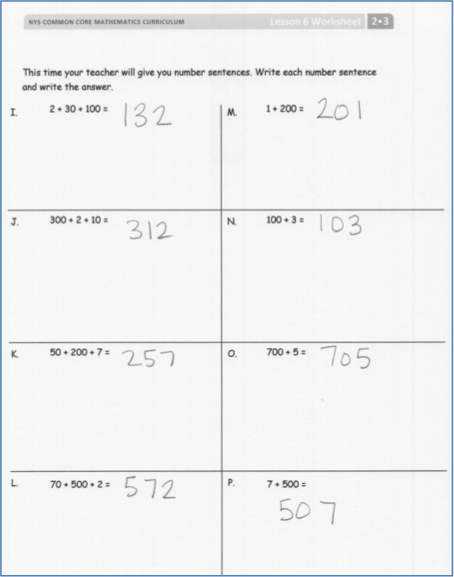 NYS COMMON CORE MATHEMATICS CURRICULUM Lesson 6 Worksheet 2•3
This time your teacher will give you number sentences. Write each number sentence
and write the answer.
I. 2 + 30 + 100 = 132
M. 1 + 200 = 201
J. 300 + 2 + 10 = 312
N. 100 + 3 = 103
K. 50 + 200 + 7 = 257
O. 700 + 5 = 705
L. 70 + 500 + 2 = 572
P. 7 + 500 =
507